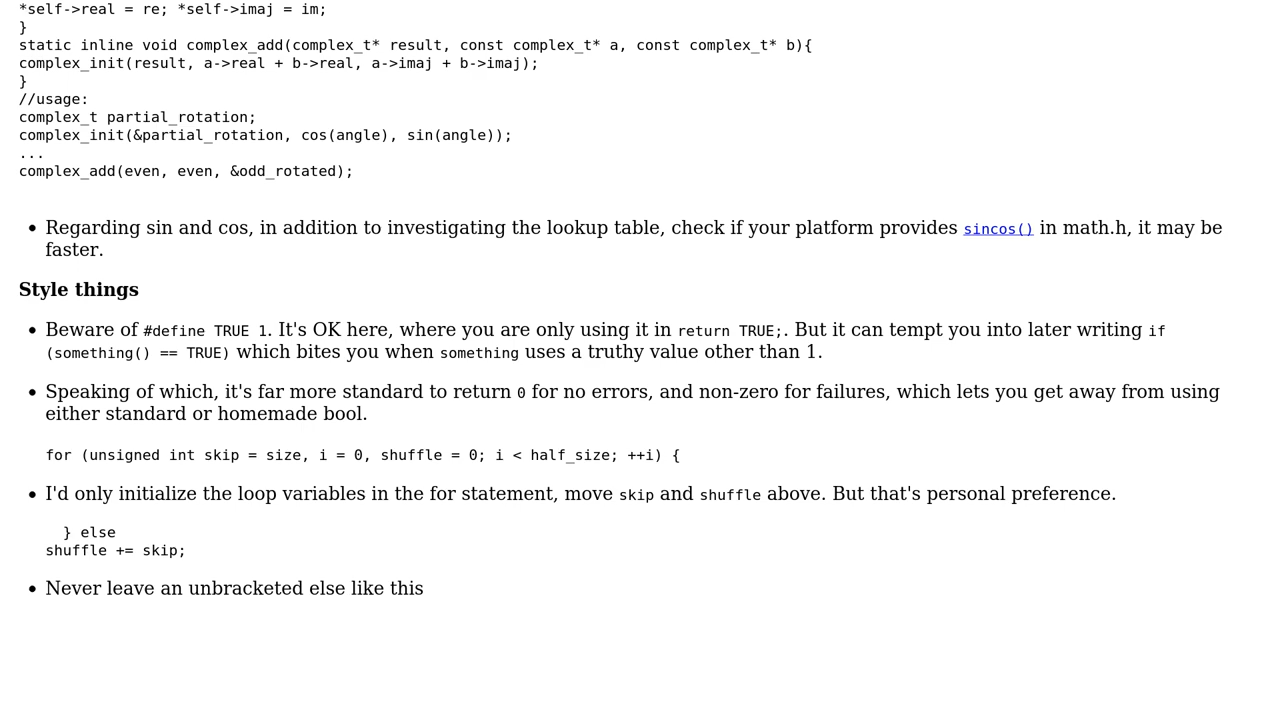 *self->real = re; *self->imaj = im;
}
static inline void complex_add(complex_t* result, const complex_t* a, const complex_t* b){
complex_init(result, a->real + b->real, a->imaj + b->imaj);
}
//usage:
complex_t partial_rotation;
complex_init(&partial_rotation, cos(angle), sin(angle));
...
complex_add(even, even, &odd_rotated);
• Regarding sin and cos, in addition to investigating the lookup table, check if your platform provides sincos() in math.h, it may be
faster.
Style things
• Beware of #define TRUE 1. It's OK here, where you are only using it in return TRUE;. But it can tempt you into later writing if
(something() == TRUE) which bites you when something uses a truthy value other than 1.
• Speaking of which, it's far more standard to return 0 for no errors, and non-zero for failures, which lets you get away from using
either standard or homemade bool.
for (unsigned int skip = size, i = 0, shuffle = 0; i < half_size; ++i) {
• I'd only initialize the loop variables in the for statement, move skip and shuffle above. But that's personal preference.
} else
shuffle += skip;
• Never leave an unbracketed else like this